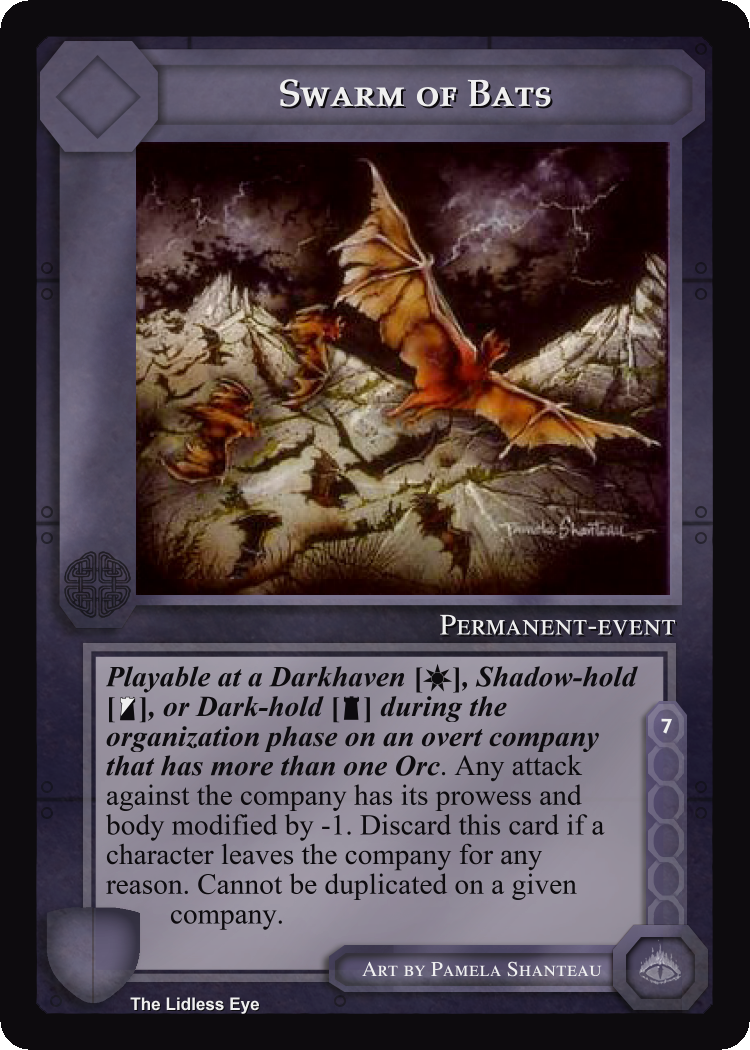 Swarm of Bats
Pamela Shanteau
Permanent-event
Playable at a Darkhaven [], Shadow-hold
[], or Dark-hold [] during the
organization phase on an overt company
that has more than one Orc. Any attack
against the company has its prowess and
body modified by -1. Discard this card if a
character leaves the company for any
reason. Cannot be duplicated on a given
company.
7
Art by Pamela Shanteau
The Lidless Eye